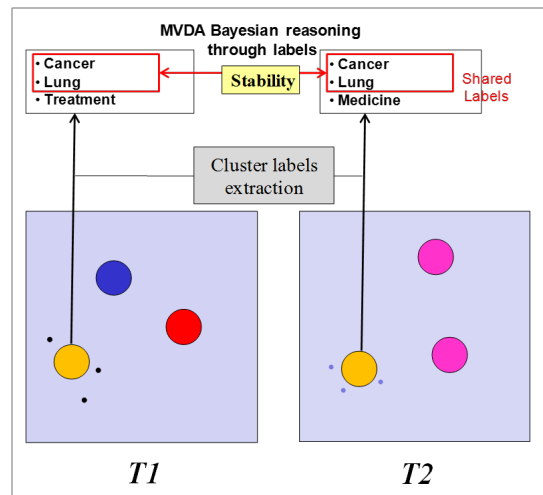 MVDA Bayesian reasoning
through labels
• Cancer
• Lung
• Treatment
Stability
• Cancer
• Lung
• Medicine
Shared
Labels
Cluster labels
extraction
T1
T2